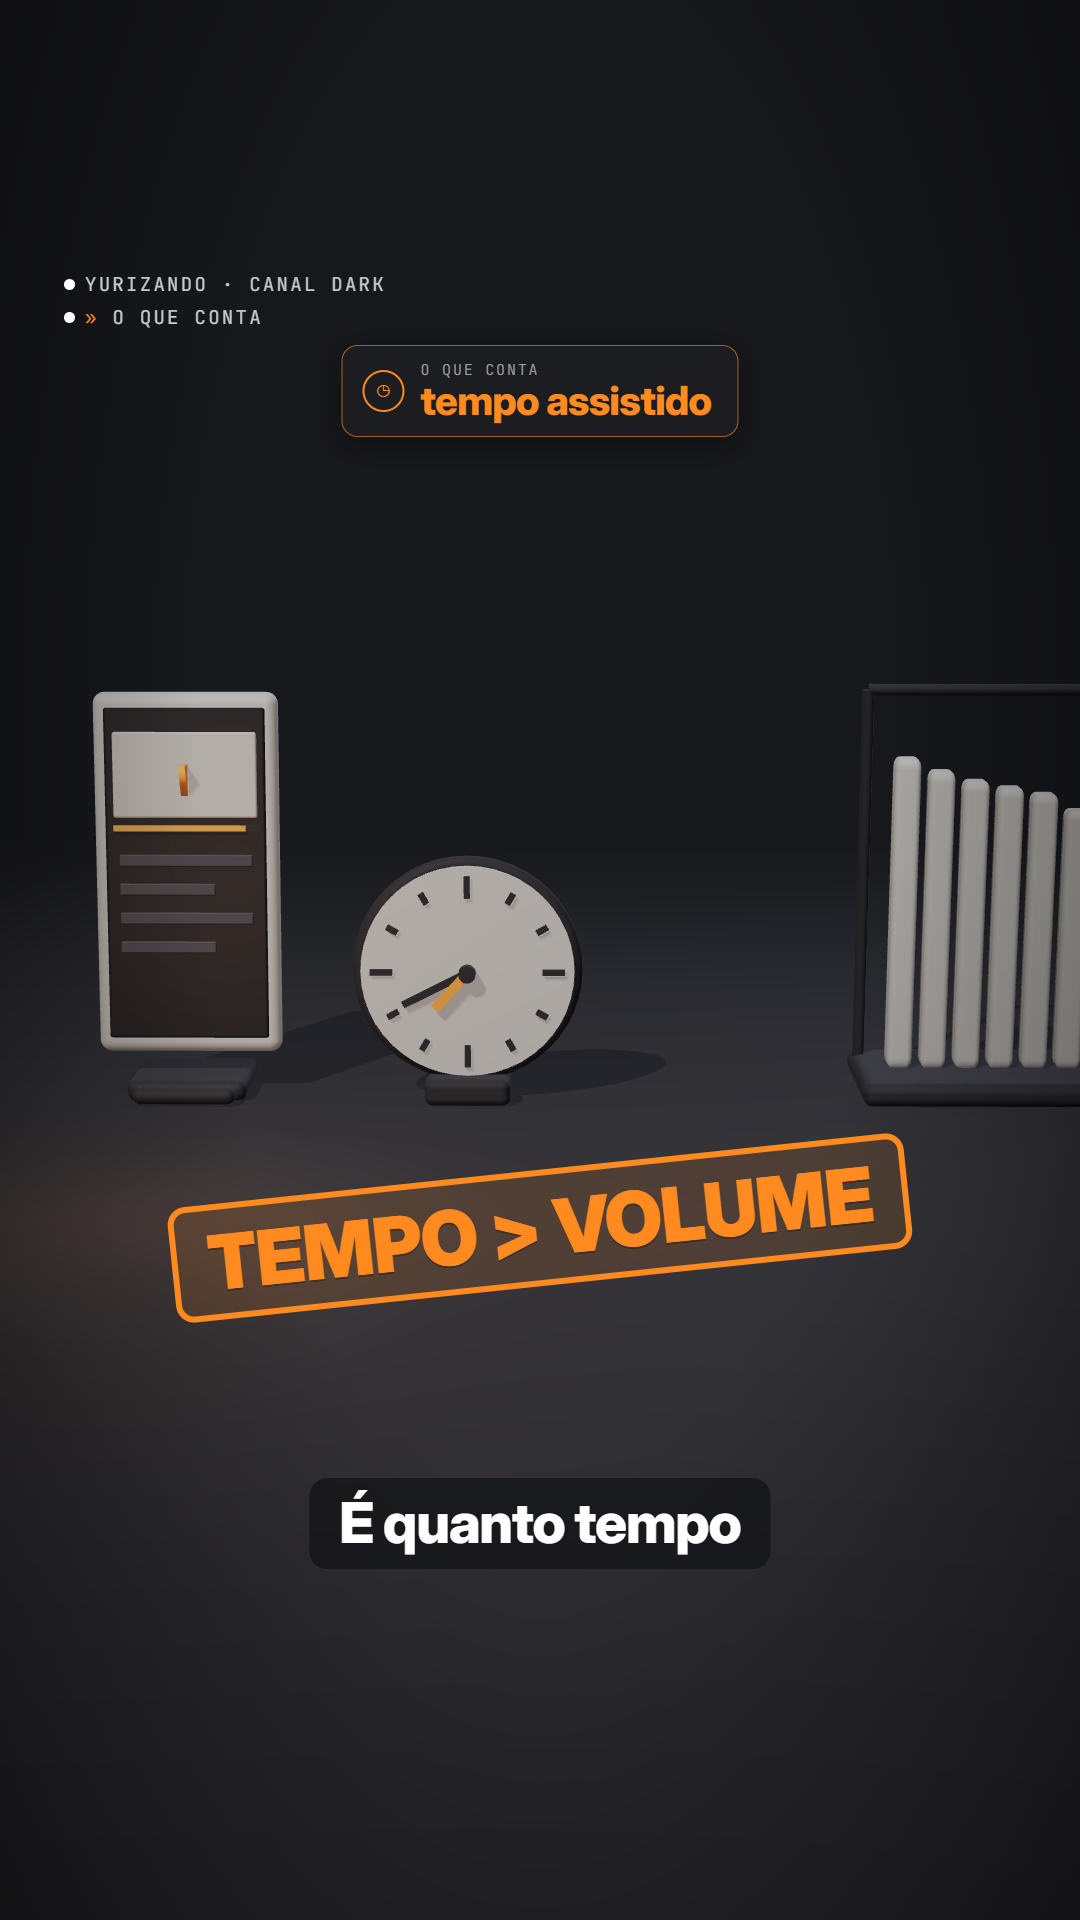 YURIZANDO · CANAL DARK
» O QUE CONTA
O QUE CONTA
tempo assistido
TEMPO > VOLUME
É quanto tempo